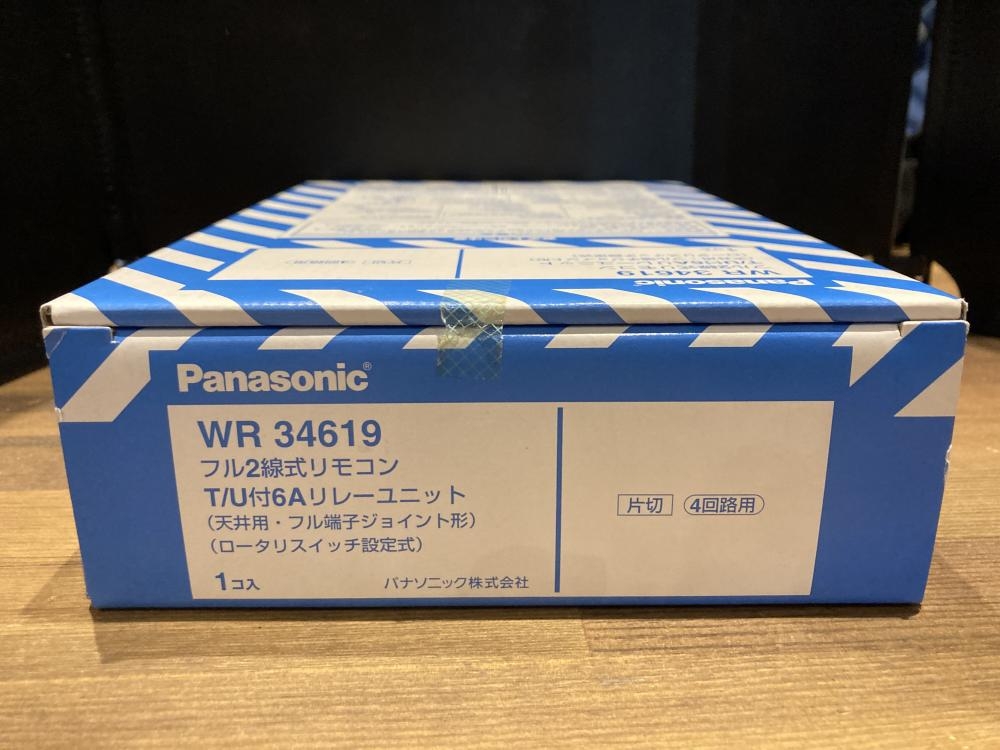 Panasonic
WR 34619
Panasonic®
WR 34619
フル2線式リモコン
T/U付6Aリレーユニット
（天井用・フル端子ジョイント形）
（ロータリスイッチ設定式）
1コ入
パナソニック株式会社
片切
4回路用